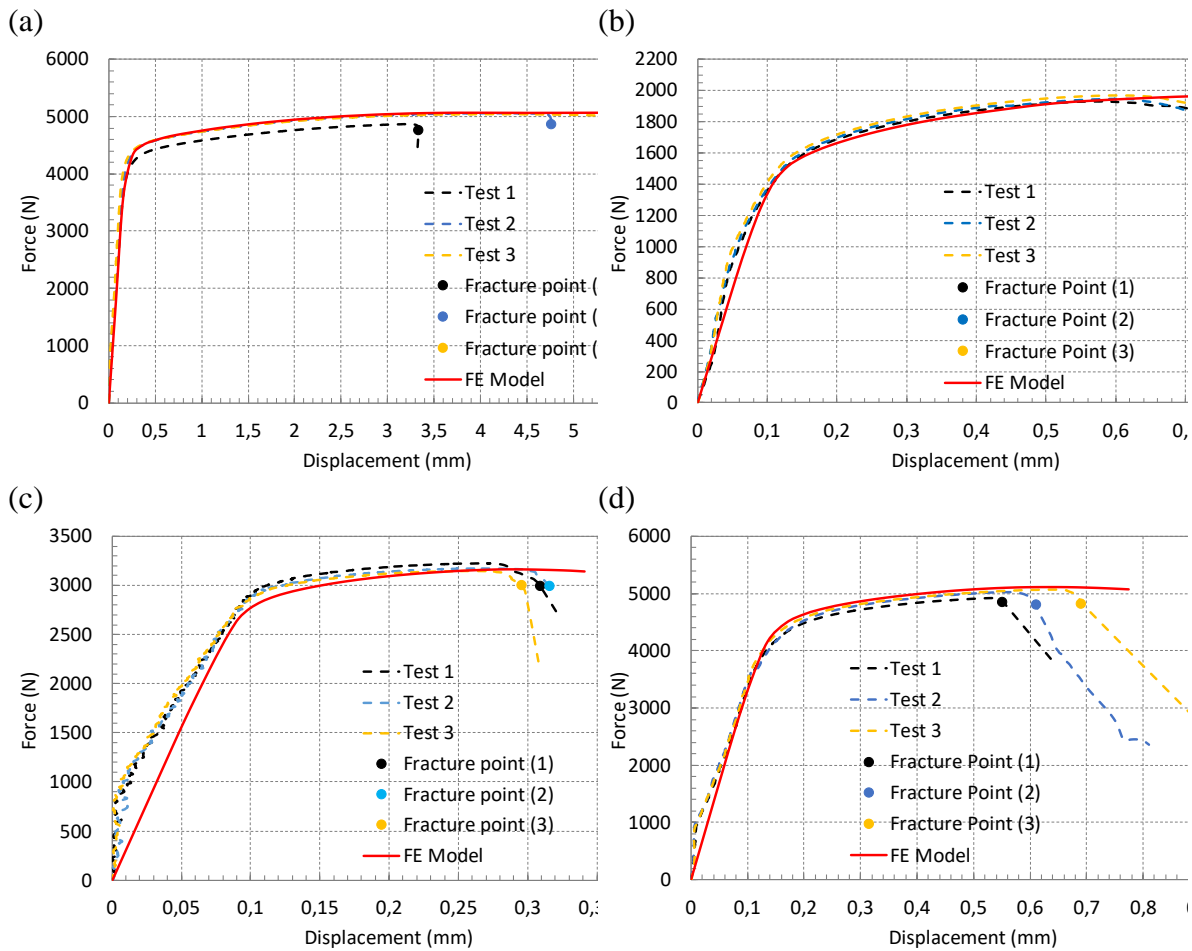 (a)
6000
5000
4000
3000
2000
1000
0
Force (N)
0 0,5 1 1,5 2 2,5 3 3,5 4 4,5 5
Displacement (mm)
Test 1
Test 2
Test 3
Fracture point (
Fracture point (
Fracture point (
FE Model
(b)
2200
2000
1800
1600
1400
1200
1000
800
600
400
200
0
Force (N)
0 0,1 0,2 0,3 0,4 0,5 0,6
Displacement (mm)
Test 1
Test 2
Test 3
Fracture Point (1)
Fracture Point (2)
Fracture Point (3)
FE Model
(c)
3500
3000
2500
2000
1500
1000
500
0
Force (N)
0 0,05 0,1 0,15 0,2 0,25 0,3
Displacement (mm)
Test 1
Test 2
Test 3
Fracture point (1)
Fracture point (2)
Fracture point (3)
FE Model
(d)
6000
5000
4000
3000
2000
1000
0
Force (N)
0 0,1 0,2 0,3 0,4 0,5 0,6 0,7 0,8
Displacement (mm)
Test 1
Test 2
Test 3
Fracture Point (1)
Fracture Point (2)
Fracture Point (3)
FE Model